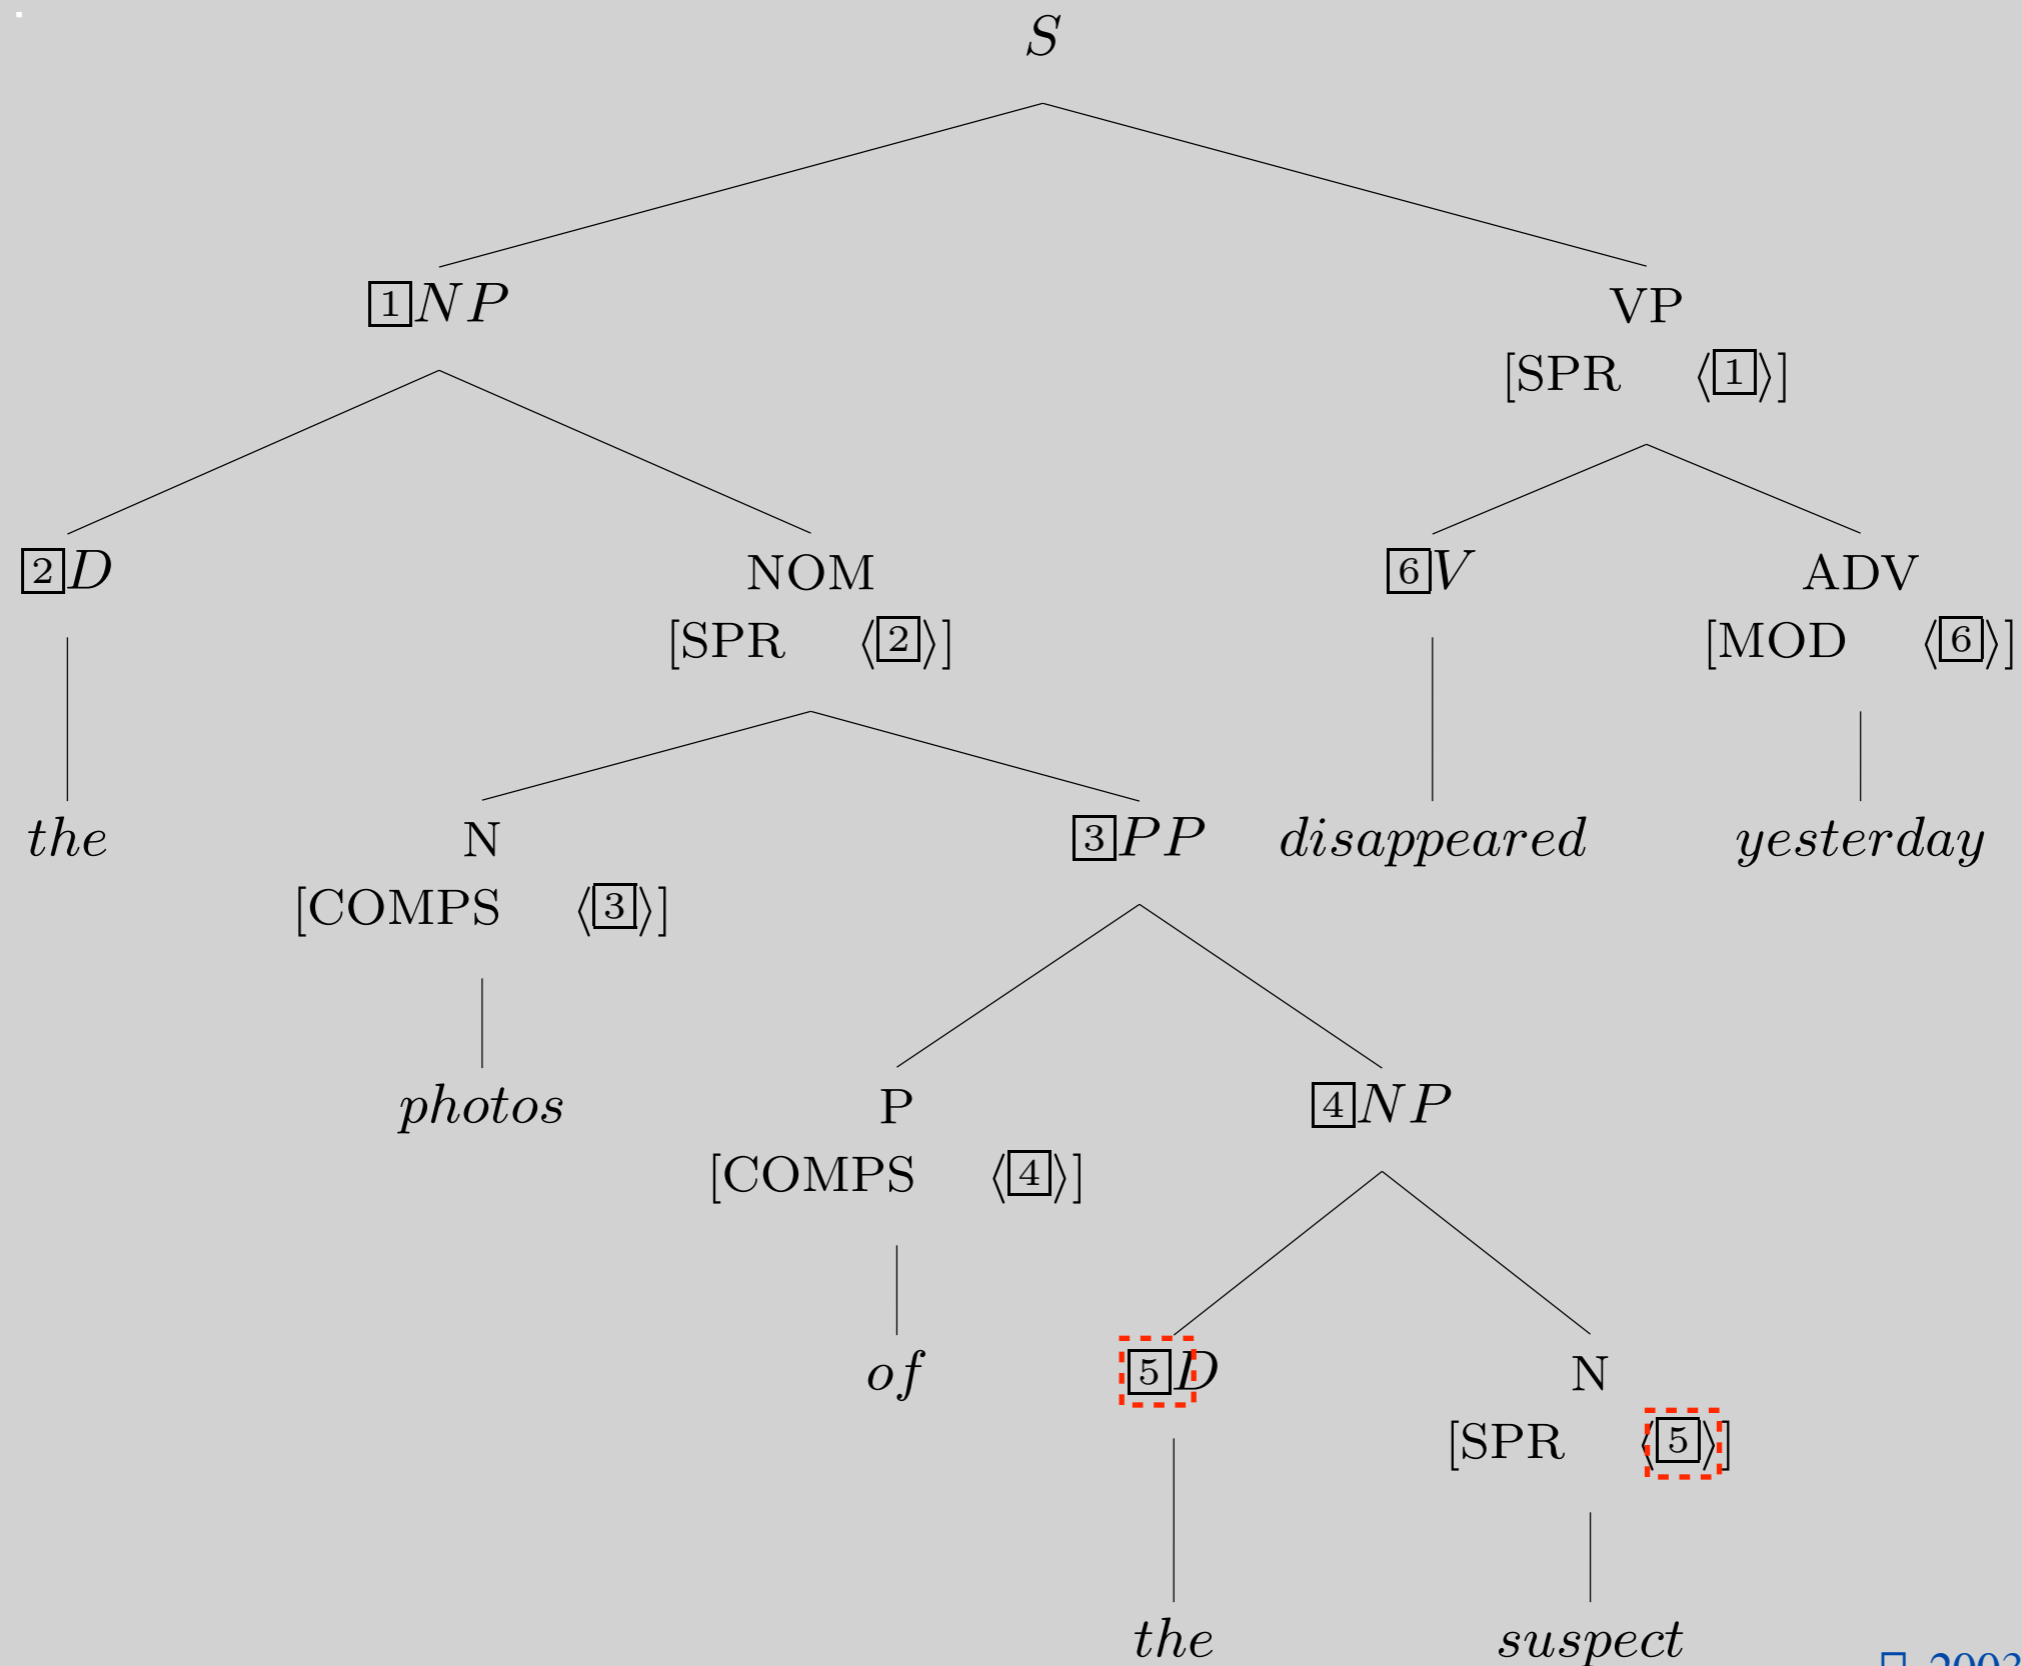 S
1 NP
VP
[SPR ⟨1⟩]
2 D
NOM
[SPR ⟨2⟩]
6 V
ADV
[MOD ⟨6⟩]
the
N
[COMPS ⟨3⟩]
3 PP
disappeared
yesterday
photos
P
[COMPS ⟨4⟩]
4 NP
of
5 D
N
[SPR ⟨5⟩]
the
suspect